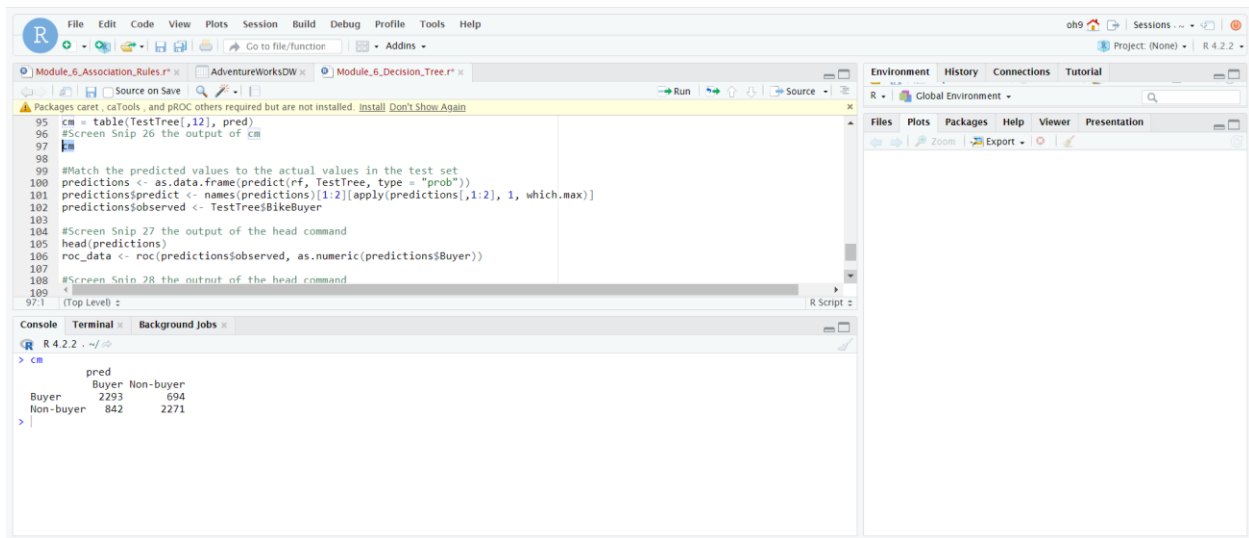 File Edit Code View Plots Session Build Debug Profile Tools Help
oh9 Sessions
R
Go to file/function Addins
Project: (None) R 4.2.2
Module_6_Association_Rules.r* AdventureWorksDW Module_6_Decision_Tree.r*
Source on Save Run Source
Packages caret , caTools , and pROC others required but are not installed. Install Don't Show Again
95 cm = table(TestTree[,12], pred)
96 #Screen Snip 26 the output of cm
97 cm
98
99 #Match the predicted values to the actual values in the test set
100 predictions <- as.data.frame(predict(rf, TestTree, type = "prob"))
101 predictions$predict <- names(predictions)[1:2][apply(predictions[,1:2], 1, which.max)]
102 predictions$observed <- TestTree$BikeBuyer
103
104 #Screen Snip 27 the output of the head command
105 head(predictions)
106 roc_data <- roc(predictions$observed, as.numeric(predictions$Buyer))
107
108 #Screen Snip 28 the output of the head command
109
97:1 (Top Level) R Script
Console Terminal Background Jobs
R 4.2.2 . ~/
> cm
pred
Buyer Non-buyer
Buyer 2293 694
Non-buyer 842 2271
>
Environment History Connections Tutorial
R Global Environment
Files Plots Packages Help Viewer Presentation
Zoom Export